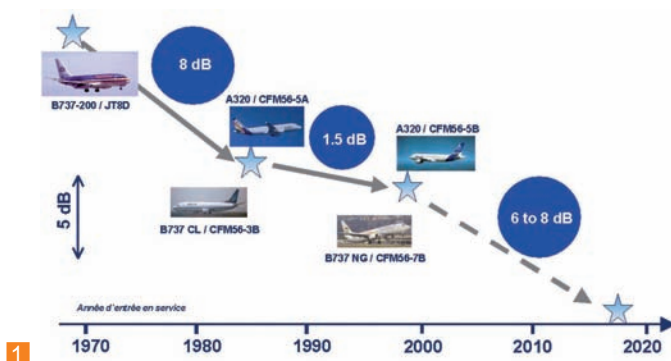 8 dB
B737-200 / JT8D
A320 / CFM56-5A
1.5 dB
A320 / CFM56-5B
5 dB
B737 CL / CFM56-3B
B737 NG / CFM56-7B
6 to 8 dB
Année d'entrée en service
1970 1980 1990 2000 2010 2020
1